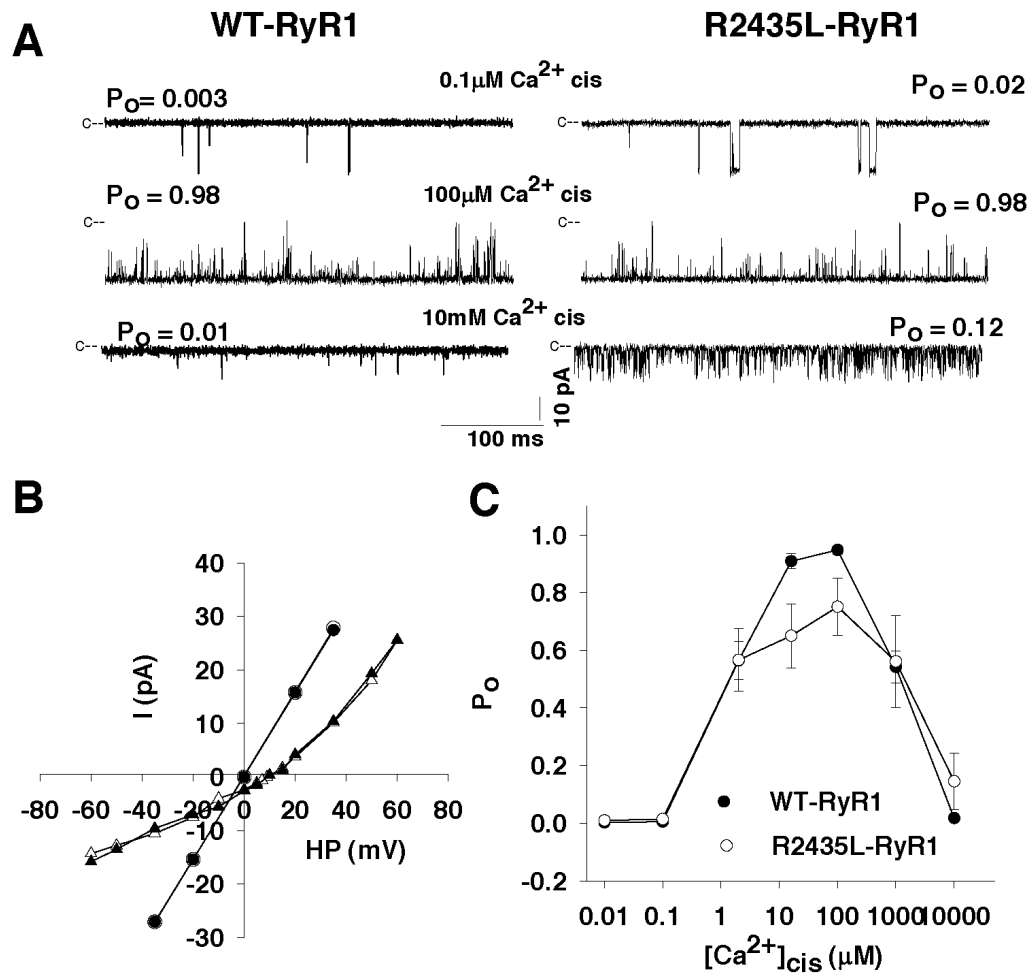 WT-RyR1 R2435L-RyR1
A
0.1µM Ca2+ cis
PO= 0.003 PO = 0.02
C-- C--
100µM Ca2+ cis
PO = 0.98 PO = 0.98
C-- C--
10mM Ca2+ cis
PO = 0.01 PO = 0.12
C-- C--
10 pA
100 ms
B
I (pA)
40
30
20
10
0
-10
-20
-30
-80 -60 -40 -20 0 20 40 60 80
HP (mV)
C
PO
1.0
0.8
0.6
0.4
0.2
0.0
-0.2
WT-RyR1
R2435L-RyR1
0.01 0.1 1 10 100 1000 10000
[Ca2+]cis (µM)